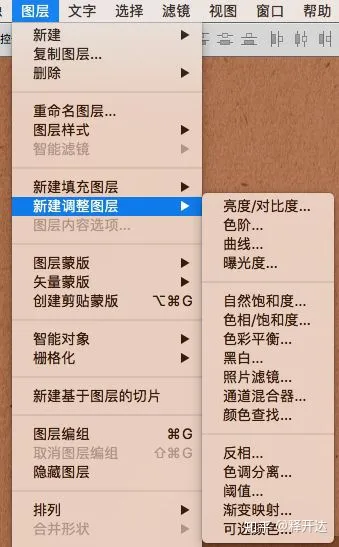 图层 文字 选择 滤镜 视图 窗口 帮助
控
新建
复制图层...
删除
重命名图层...
图层样式
智能滤镜
新建填充图层
新建调整图层
图层内容选项...
图层蒙版
矢量蒙版
创建剪贴蒙版 ⌥⌘G
智能对象
栅格化
新建基于图层的切片
图层编组 ⌘G
取消图层编组 ⇧⌘G
隐藏图层
排列
合并形状
亮度/对比度...
色阶...
曲线...
曝光度...
自然饱和度...
色相/饱和度...
色彩平衡...
黑白...
照片滤镜...
通道混合器...
颜色查找...
反相...
色调分离...
阈值...
渐变映射...
可选颜色...
知乎 @释开达